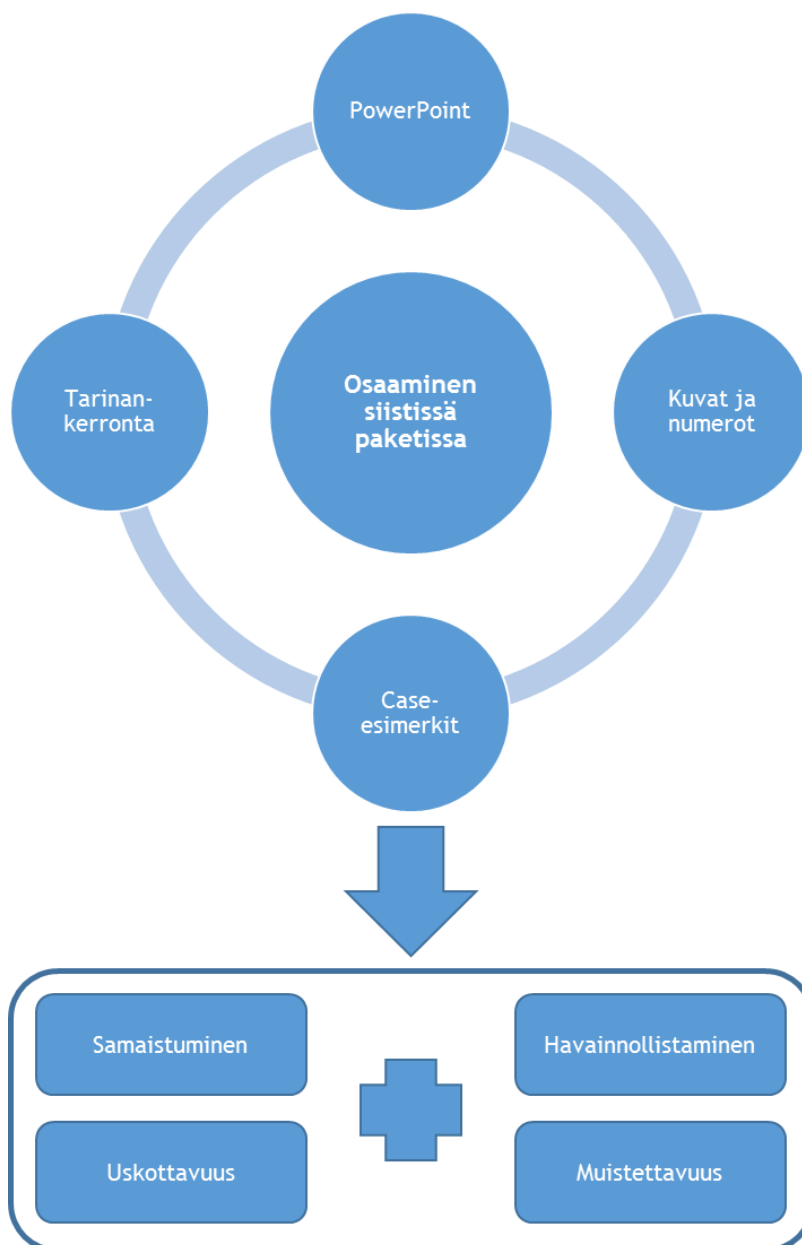 PowerPoint
Tarinan-
kerronta
Osaaminen
siistissä
paketissa
Kuvat ja
numerot
Case-
esimerkit
Samaistuminen
Havainnollistaminen
Uskottavuus
Muistettavuus